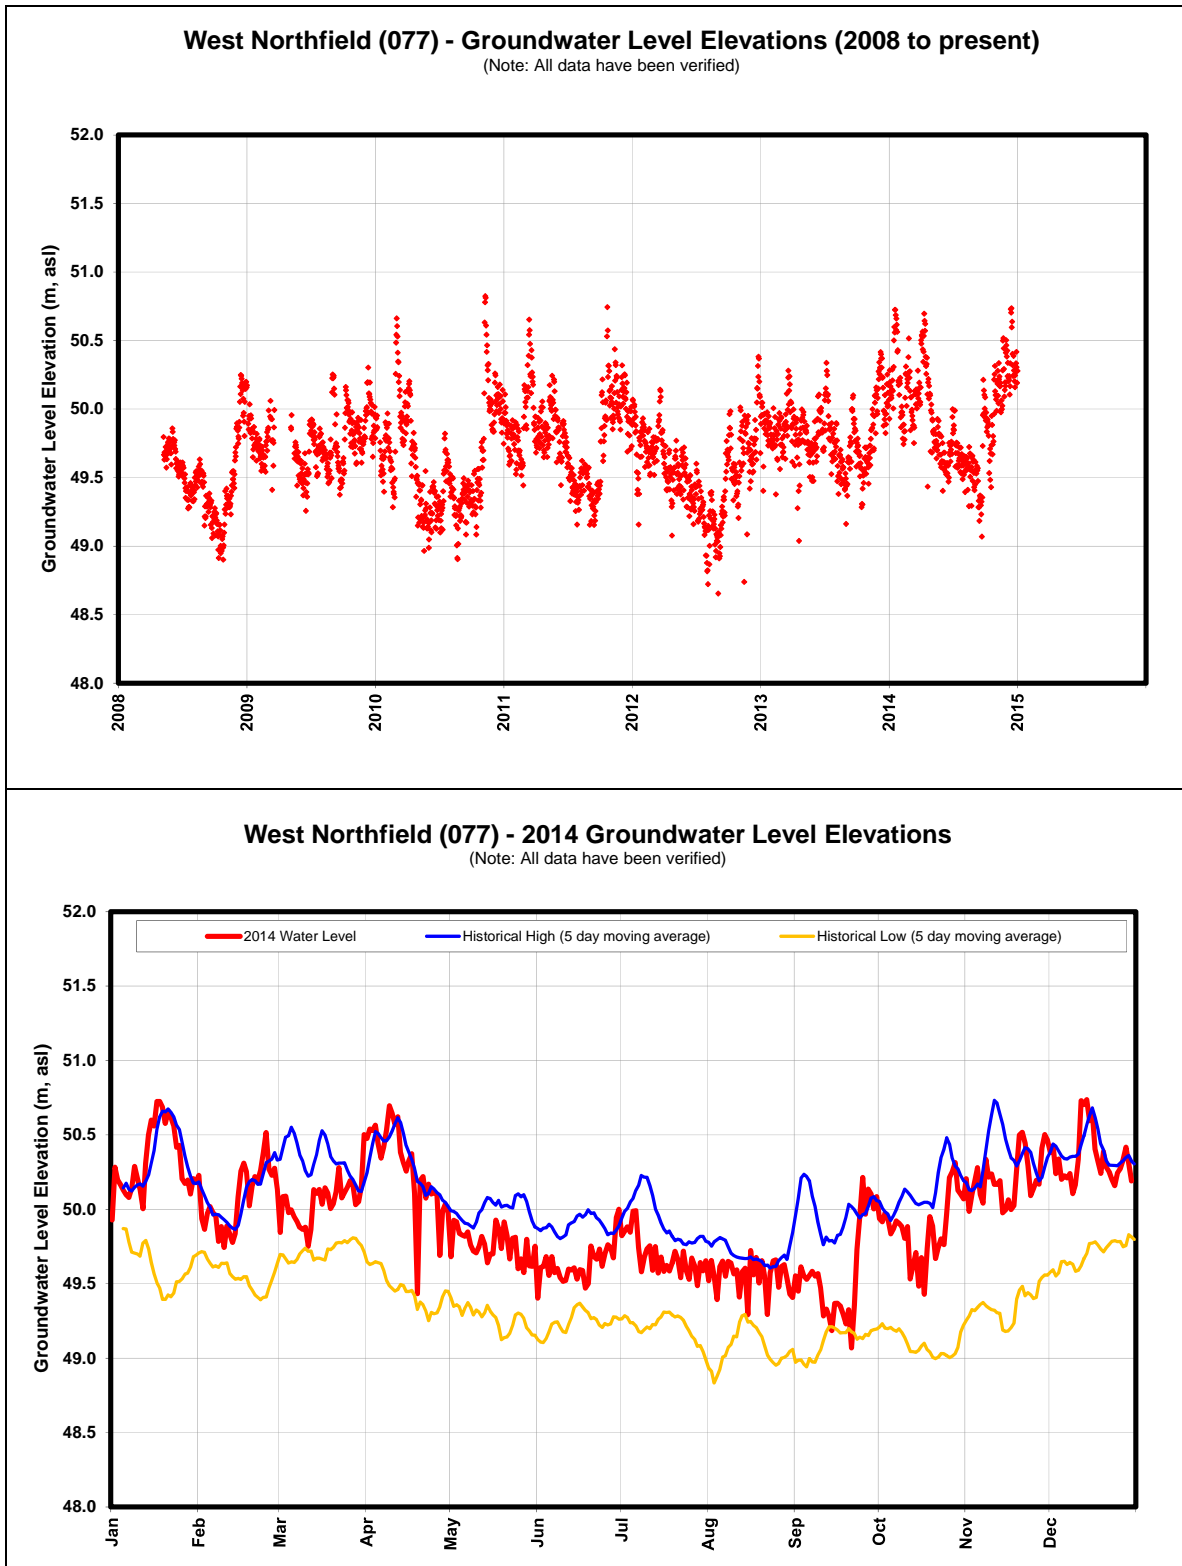 West Northfield (077) - Groundwater Level Elevations (2008 to present)
(Note: All data have been verified)
Groundwater Level Elevation (m, asl)
52.0
51.5
51.0
50.5
50.0
49.5
49.0
48.5
48.0
2008
2009
2010
2011
2012
2013
2014
2015
West Northfield (077) - 2014 Groundwater Level Elevations
(Note: All data have been verified)
2014 Water Level
Historical High (5 day moving average)
Historical Low (5 day moving average)
Groundwater Level Elevation (m, asl)
52.0
51.5
51.0
50.5
50.0
49.5
49.0
48.5
48.0
Jan
Feb
Mar
Apr
May
Jun
Jul
Aug
Sep
Oct
Nov
Dec